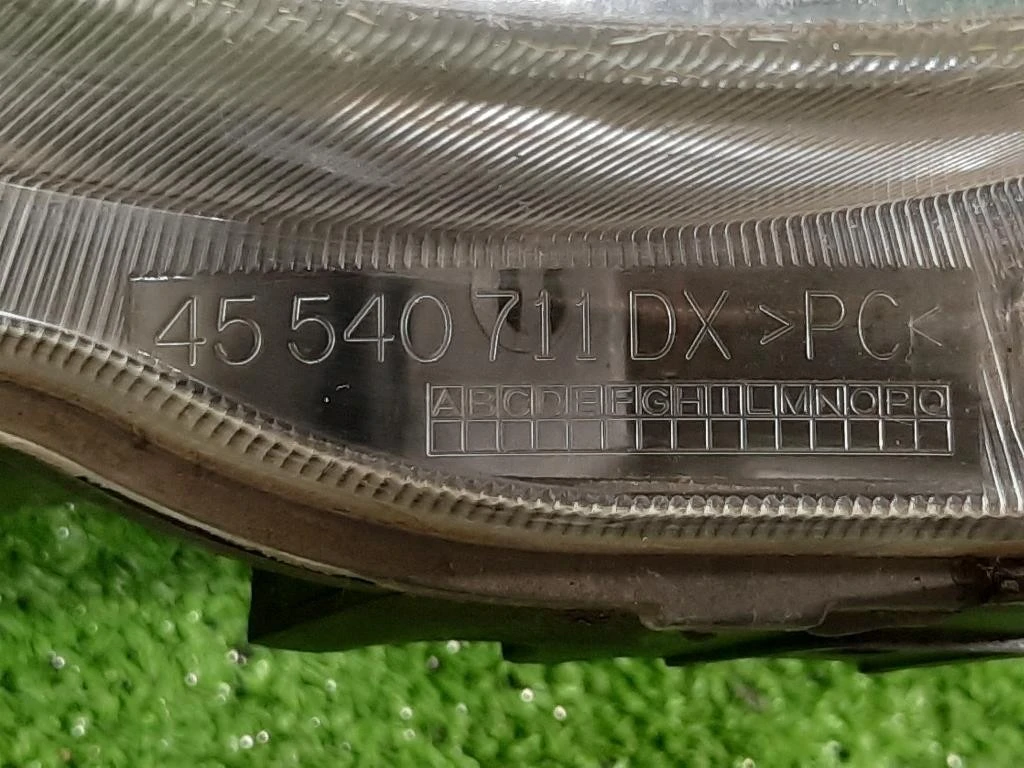 45 540 711 DX >PC<
ABCDEFGHILMNOPQ